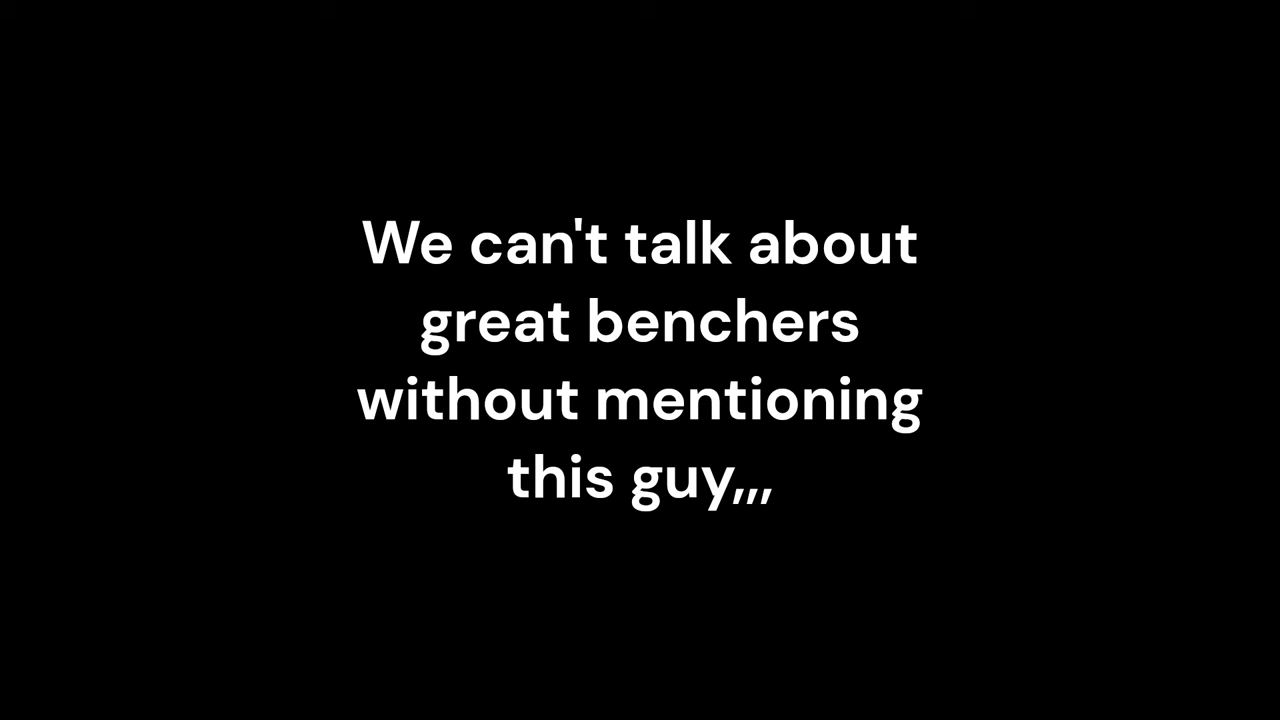 We can't talk about
great benchers
without mentioning
this guy,,,